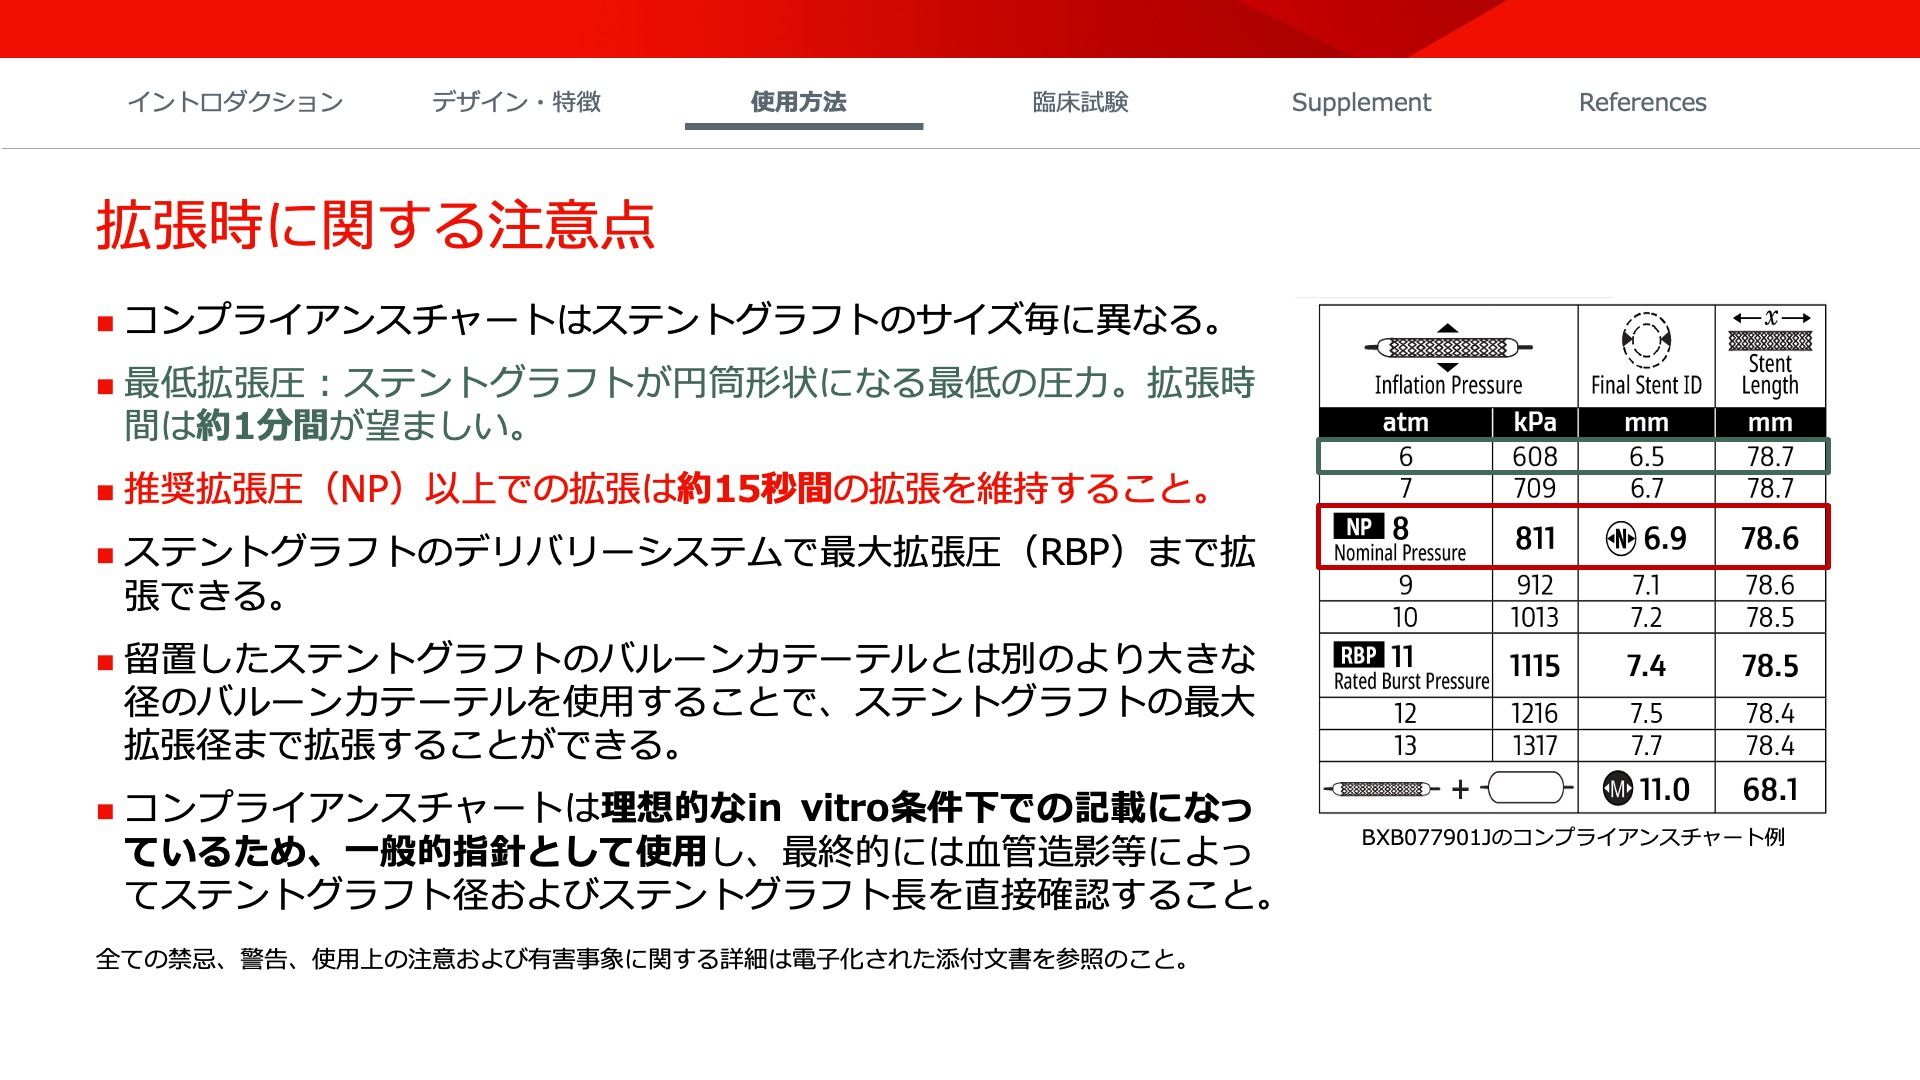 イントロダクション デザイン・特徴 使用方法 臨床試験 Supplement References
拡張時に関する注意点
■ コンプライアンスチャートはステントグラフトのサイズ毎に異なる。
■ 最低拡張圧：ステントグラフトが円筒形状になる最低の圧力。拡張時
間は約1分間が望ましい。
■ 推奨拡張圧（NP）以上での拡張は約15秒間の拡張を維持すること。
■ ステントグラフトのデリバリーシステムで最大拡張圧（RBP）まで拡
張できる。
■ 留置したステントグラフトのバルーンカテーテルとは別のより大きな
径のバルーンカテーテルを使用することで、ステントグラフトの最大
拡張径まで拡張することができる。
■ コンプライアンスチャートは理想的なin vitro条件下での記載になっ
ているため、一般的指針として使用し、最終的には血管造影等によっ
てステントグラフト径およびステントグラフト長を直接確認すること。
全ての禁忌、警告、使用上の注意および有害事象に関する詳細は電子化された添付文書を参照のこと。
x
Stent
Inflation Pressure Final Stent ID Length
atm kPa mm mm
6 608 6.5 78.7
7 709 6.7 78.7
NP 8
Nominal Pressure 811 N 6.9 78.6
9 912 7.1 78.6
10 1013 7.2 78.5
RBP 11
Rated Burst Pressure 1115 7.4 78.5
12 1216 7.5 78.4
13 1317 7.7 78.4
+ M 11.0 68.1
BXB077901Jのコンプライアンスチャート例